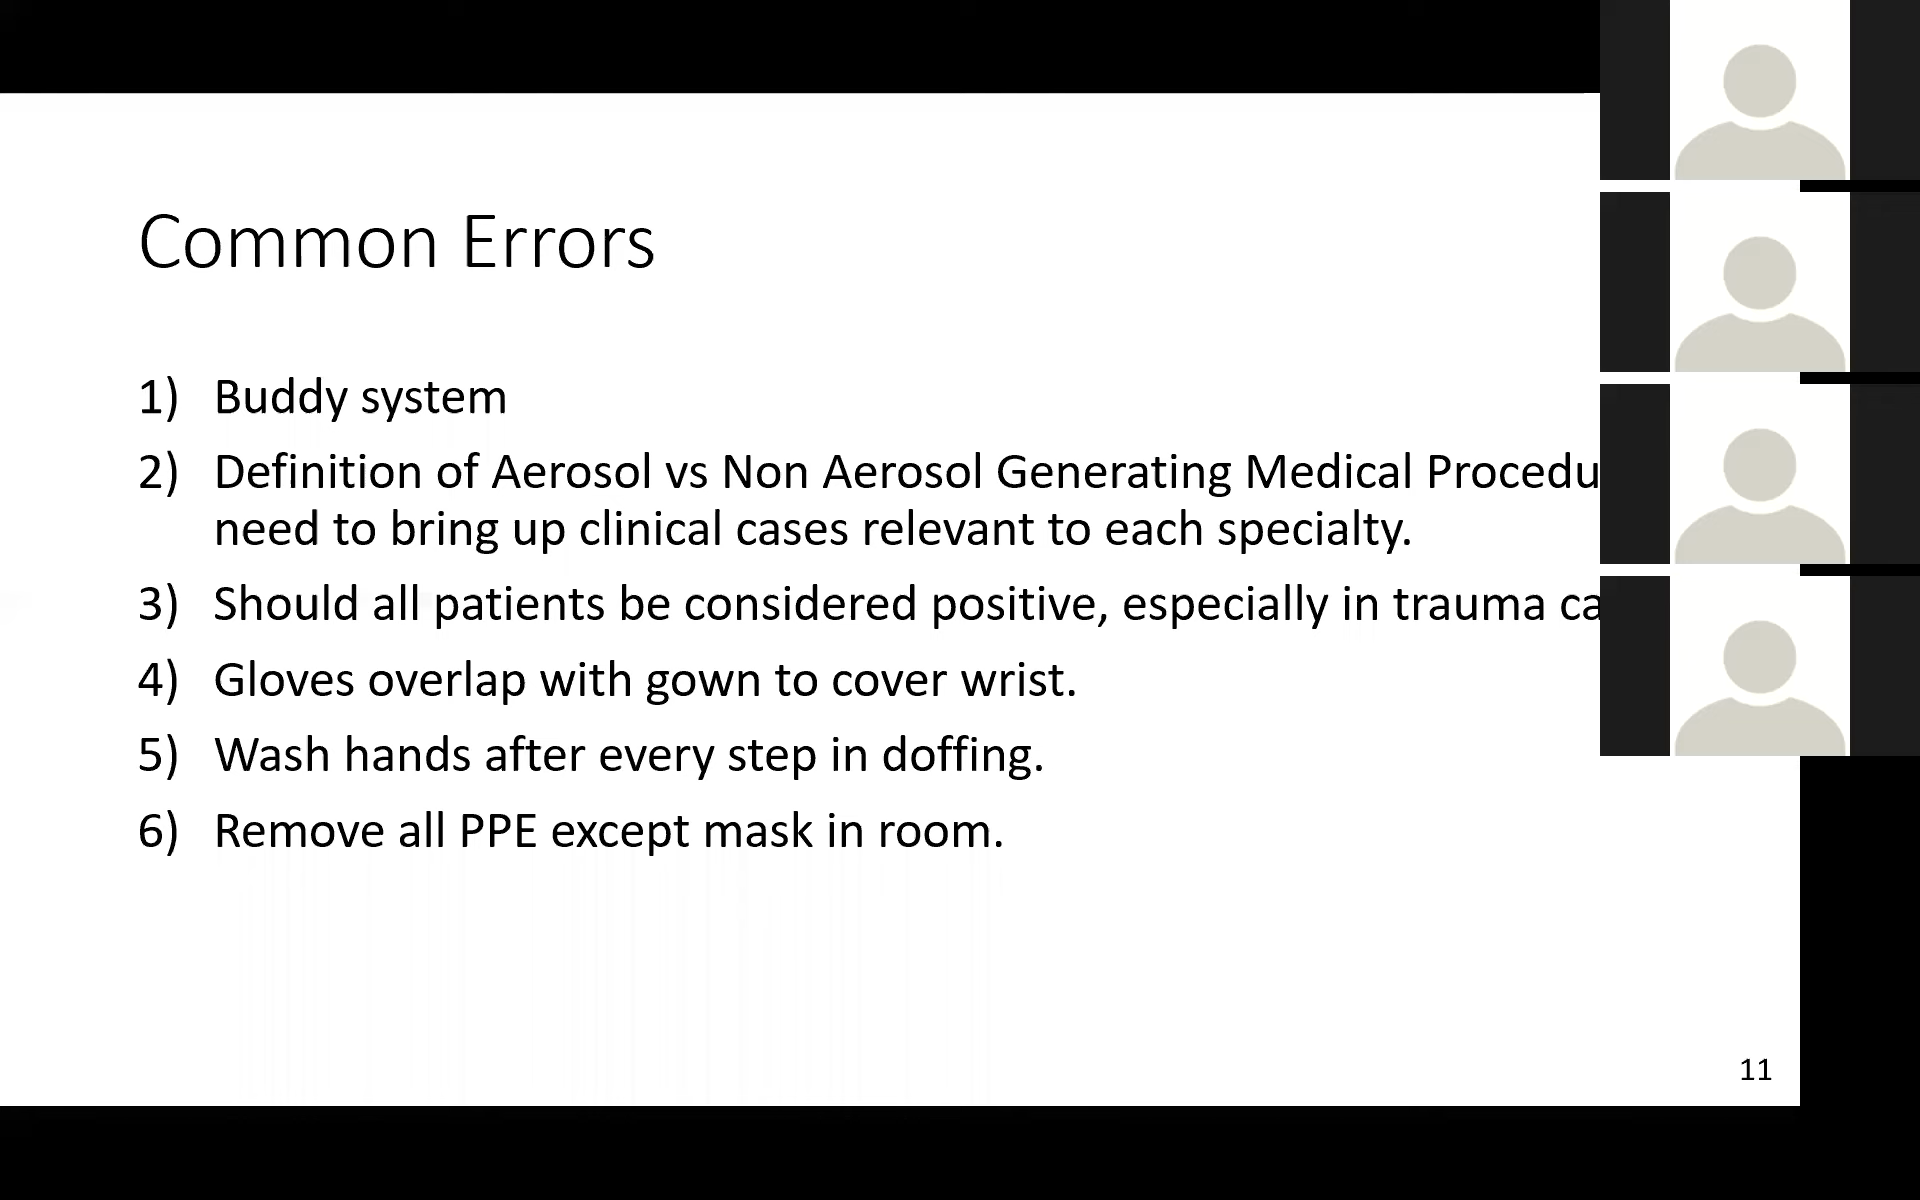 Common Errors
1) Buddy system
2) Definition of Aerosol vs Non Aerosol Generating Medical
need to bring up clinical cases relevant to each specialty.
3) Should all patients be considered positive, especially in trauma
4) Gloves overlap with gown to cover wrist.
5) Wash hands after every step in doffing.
6) Remove all PPE except mask in room.
11